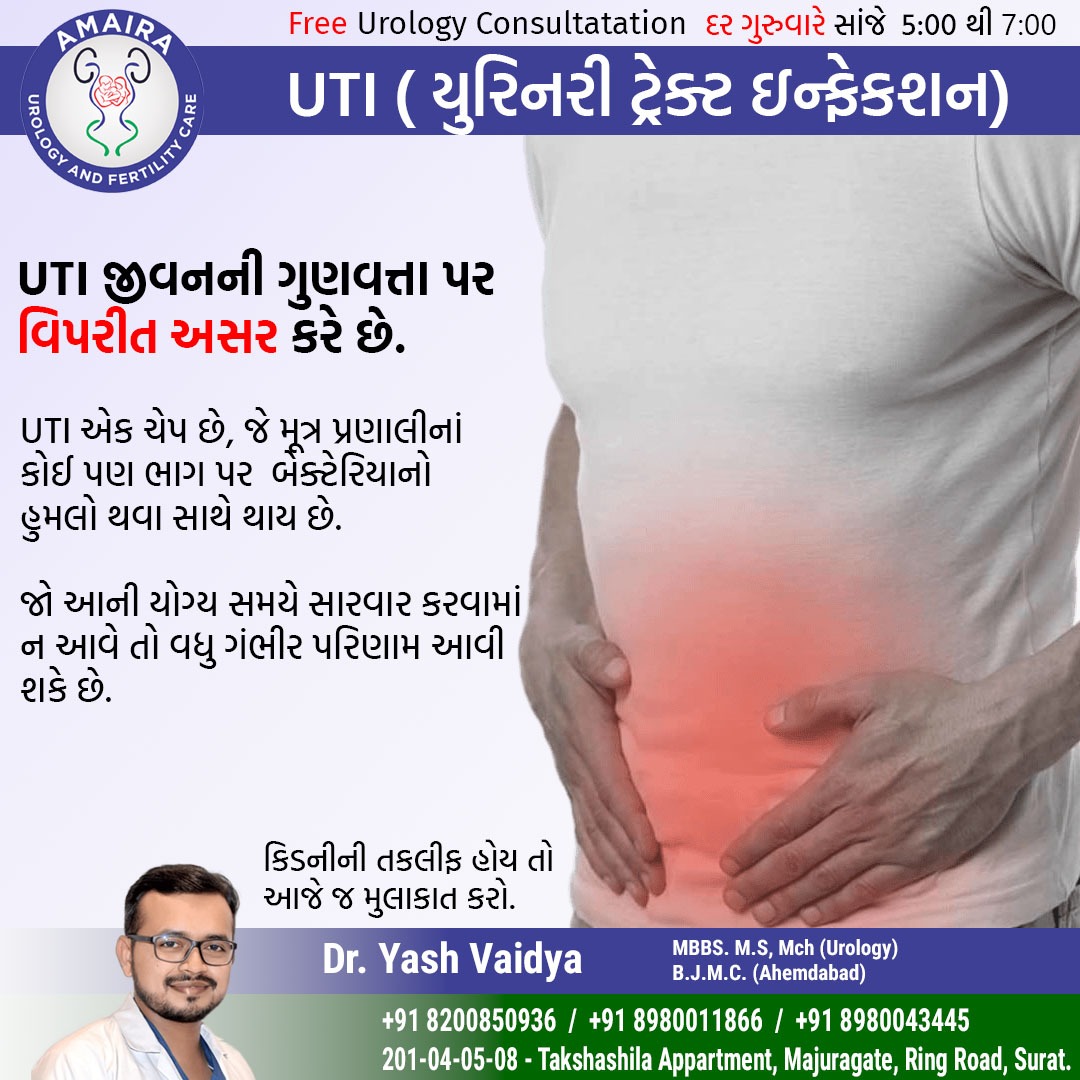 Free Urology Consultatation દર ગુરુવારે સાંજે 5:00 થી 7:00
AMAIRA
UROLOGY AND FERTILITY CARE
UTI ( યુરિનરી ટ્રેક્ટ ઇન્ફેકશન)
UTI જીવનની ગુણવત્તા પર
વિપરીત અસર કરે છે.
UTI એક ચેપ છે, જે મૂત્ર પ્રણાલીનાં
કોઈ પણ ભાગ પર બેક્ટેરિયાનો
હુમલો થવા સાથે થાય છે.
જો આની યોગ્ય સમયે સારવાર કરવામાં
ન આવે તો વધુ ગંભીર પરિણામ આવી
શકે છે.
કિડનીની તકલીફ હોય તો
આજે જ મુલાકાત કરો.
Dr. Yash Vaidya
MBBS. M.S, Mch (Urology)
B.J.M.C. (Ahemdabad)
+91 8200850936 / +91 8980011866 / +91 8980043445
201-04-05-08 - Takshashila Appartment, Majuragate, Ring Road, Surat.